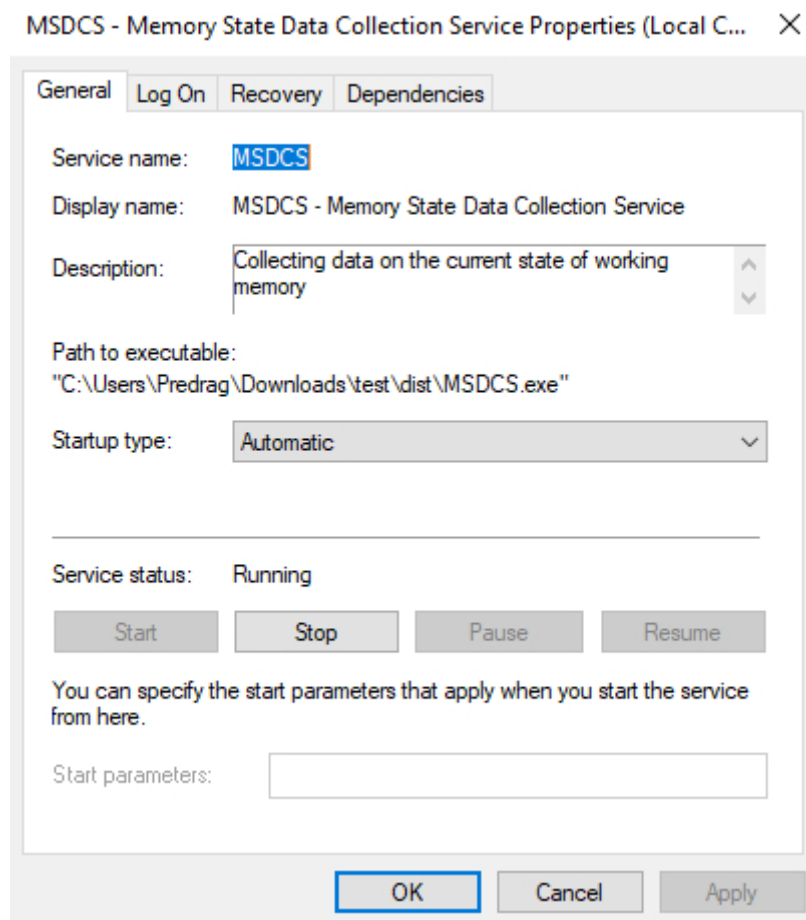 MSDCS - Memory State Data Collection Service Properties (Local C...
General Log On Recovery Dependencies
Service name: MSDCS
Display name: MSDCS - Memory State Data Collection Service
Description: Collecting data on the current state of working
memory
Path to executable:
"C:\Users\Predrag\Downloads\test\dist\MSDCS.exe"
Startup type: Automatic
Service status: Running
Start Stop Pause Resume
You can specify the start parameters that apply when you start the service
from here.
Start parameters:
OK Cancel Apply